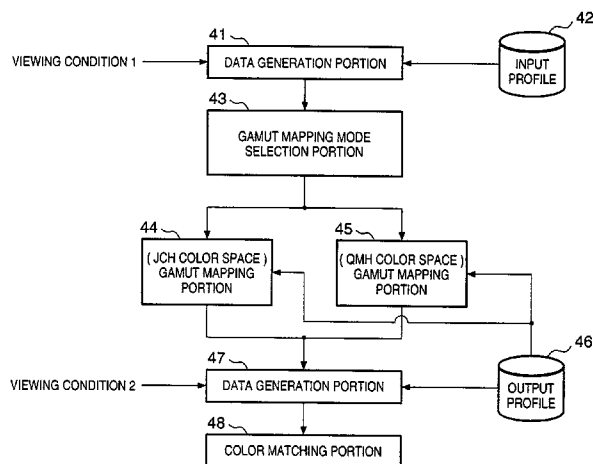 41
42
VIEWING CONDITION 1
DATA GENERATION PORTION
INPUT
PROFILE
43
GAMUT MAPPING MODE
SELECTION PORTION
44
( JCH COLOR SPACE )
GAMUT MAPPING
PORTION
45
( QMH COLOR SPACE )
GAMUT MAPPING
PORTION
46
47
VIEWING CONDITION 2
DATA GENERATION PORTION
OUTPUT
PROFILE
48
COLOR MATCHING PORTION